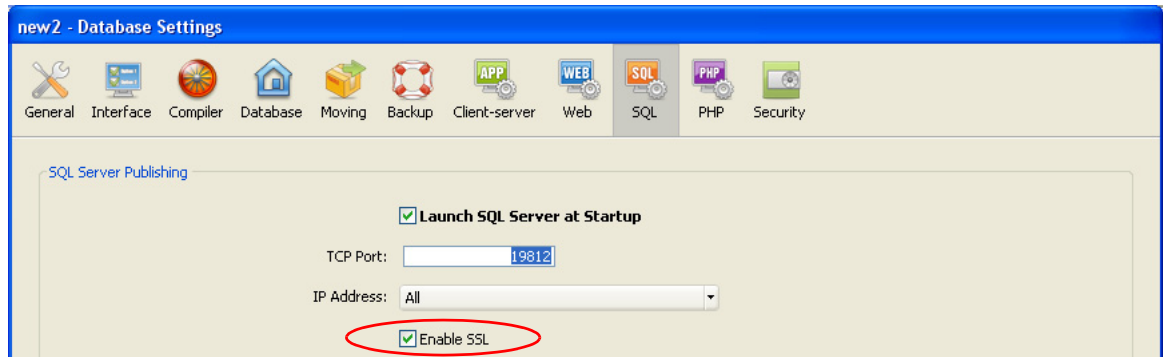 new2 - Database Settings
APP WEB SQL PHP
General Interface Compiler Database Moving Backup Client-server Web SQL PHP Security
SQL Server Publishing
Launch SQL Server at Startup
TCP Port: 19812
IP Address: All
Enable SSL